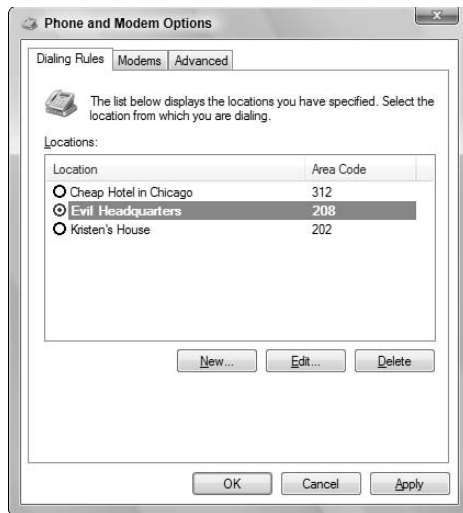 Phone and Modem Options
Dialing Rules Modems Advanced
The list below displays the locations you have specified. Select the
location from which you are dialing.
Locations:
Location Area Code
Cheap Hotel in Chicago 312
Evil Headquarters 208
Kristen's House 202
New... Edit... Delete
OK Cancel Apply